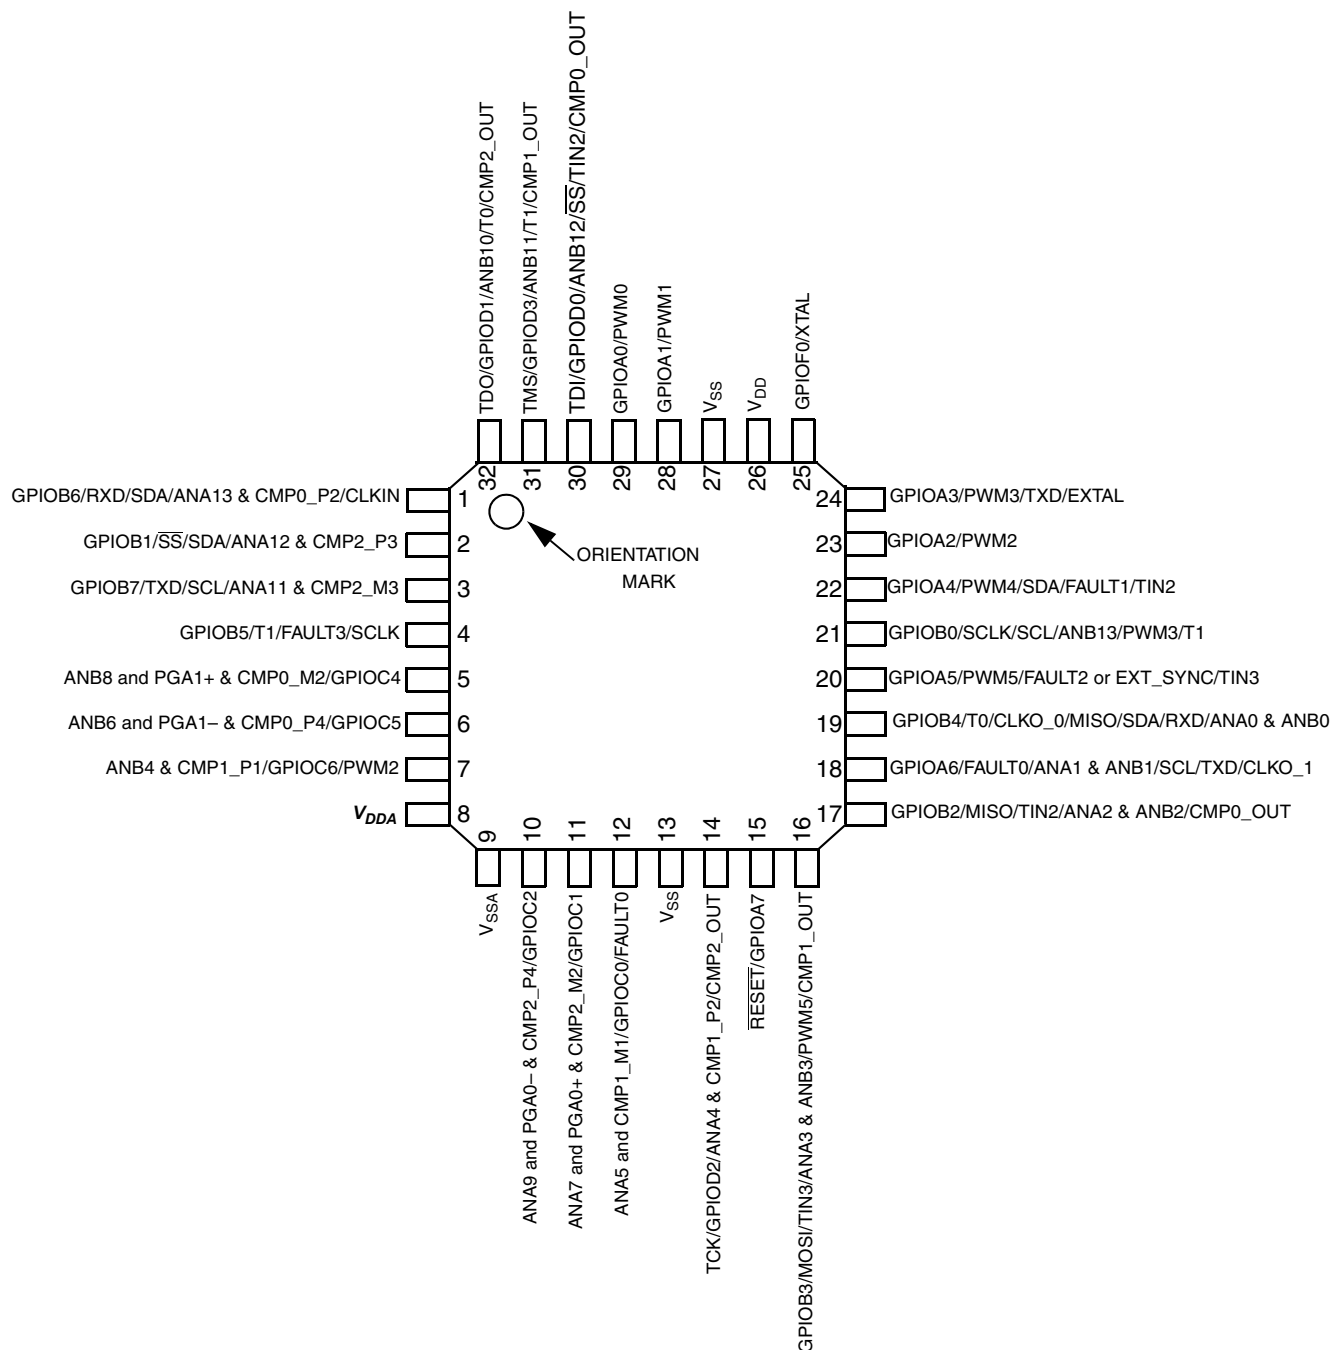 TDO/GPIOD1/ANB10/T0/CMP2_OUT
TMS/GPIOD3/ANB11/T1/CMP1_OUT
TDI/GPIOD0/ANB12/SS/TIN2/CMP0_OUT
GPIOA0/PWM0
GPIOA1/PWM1
VSS
VDD
GPIOF0/XTAL
32
31
30
29
28
27
26
25
GPIOB6/RXD/SDA/ANA13 & CMP0_P2/CLKIN
1
GPIOB1/SS/SDA/ANA12 & CMP2_P3
2
GPIOB7/TXD/SCL/ANA11 & CMP2_M3
3
GPIOB5/T1/FAULT3/SCLK
4
ANB8 and PGA1+ & CMP0_M2/GPIOC4
5
ANB6 and PGA1– & CMP0_P4/GPIOC5
6
ANB4 & CMP1_P1/GPIOC6/PWM2
7
VDDA
8
ORIENTATION
MARK
24
GPIOA3/PWM3/TXD/EXTAL
23
GPIOA2/PWM2
22
GPIOA4/PWM4/SDA/FAULT1/TIN2
21
GPIOB0/SCLK/SCL/ANB13/PWM3/T1
20
GPIOA5/PWM5/FAULT2 or EXT_SYNC/TIN3
19
GPIOB4/T0/CLKO_0/MISO/SDA/RXD/ANA0 & ANB0
18
GPIOA6/FAULT0/ANA1 & ANB1/SCL/TXD/CLKO_1
17
GPIOB2/MISO/TIN2/ANA2 & ANB2/CMP0_OUT
9
10
11
12
13
14
15
16
VSSA
ANA9 and PGA0– & CMP2_P4/GPIOC2
ANA7 and PGA0+ & CMP2_M2/GPIOC1
ANA5 and CMP1_M1/GPIOC0/FAULT0
VSS
TCK/GPIOD2/ANA4 & CMP1_P2/CMP2_OUT
RESET/GPIOA7
GPIOB3/MOSI/TIN3/ANA3 & ANB3/PWM5/CMP1_OUT